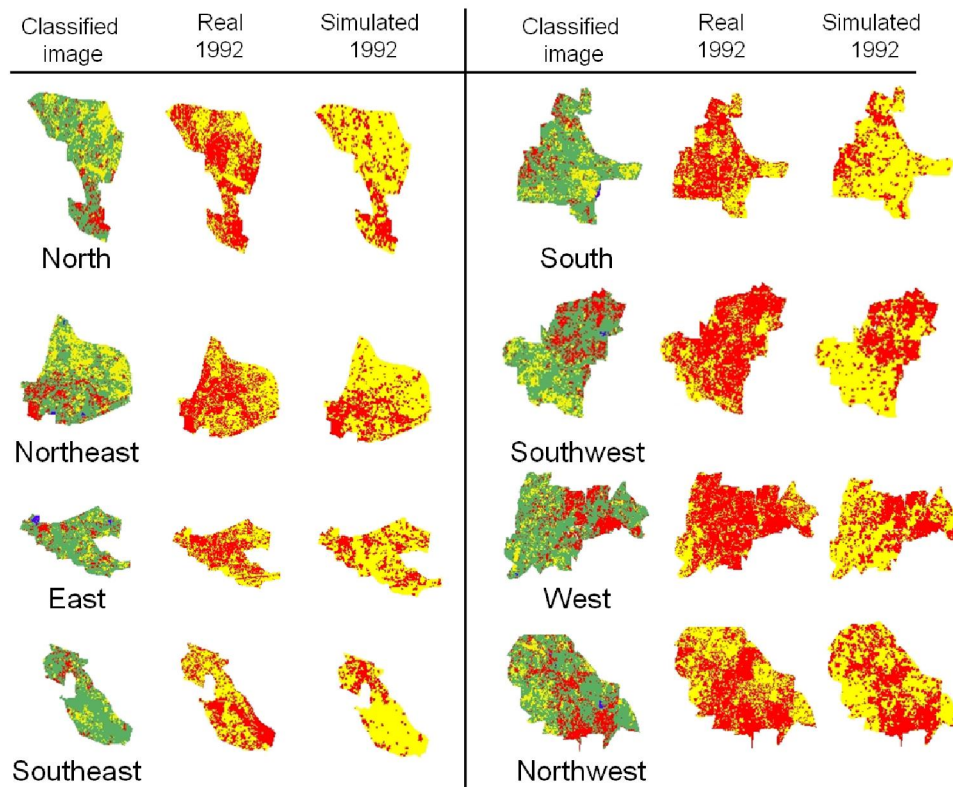 Classified image
Real 1992
Simulated 1992
Classified image
Real 1992
Simulated 1992
North
South
Northeast
Southwest
East
West
Southeast
Northwest